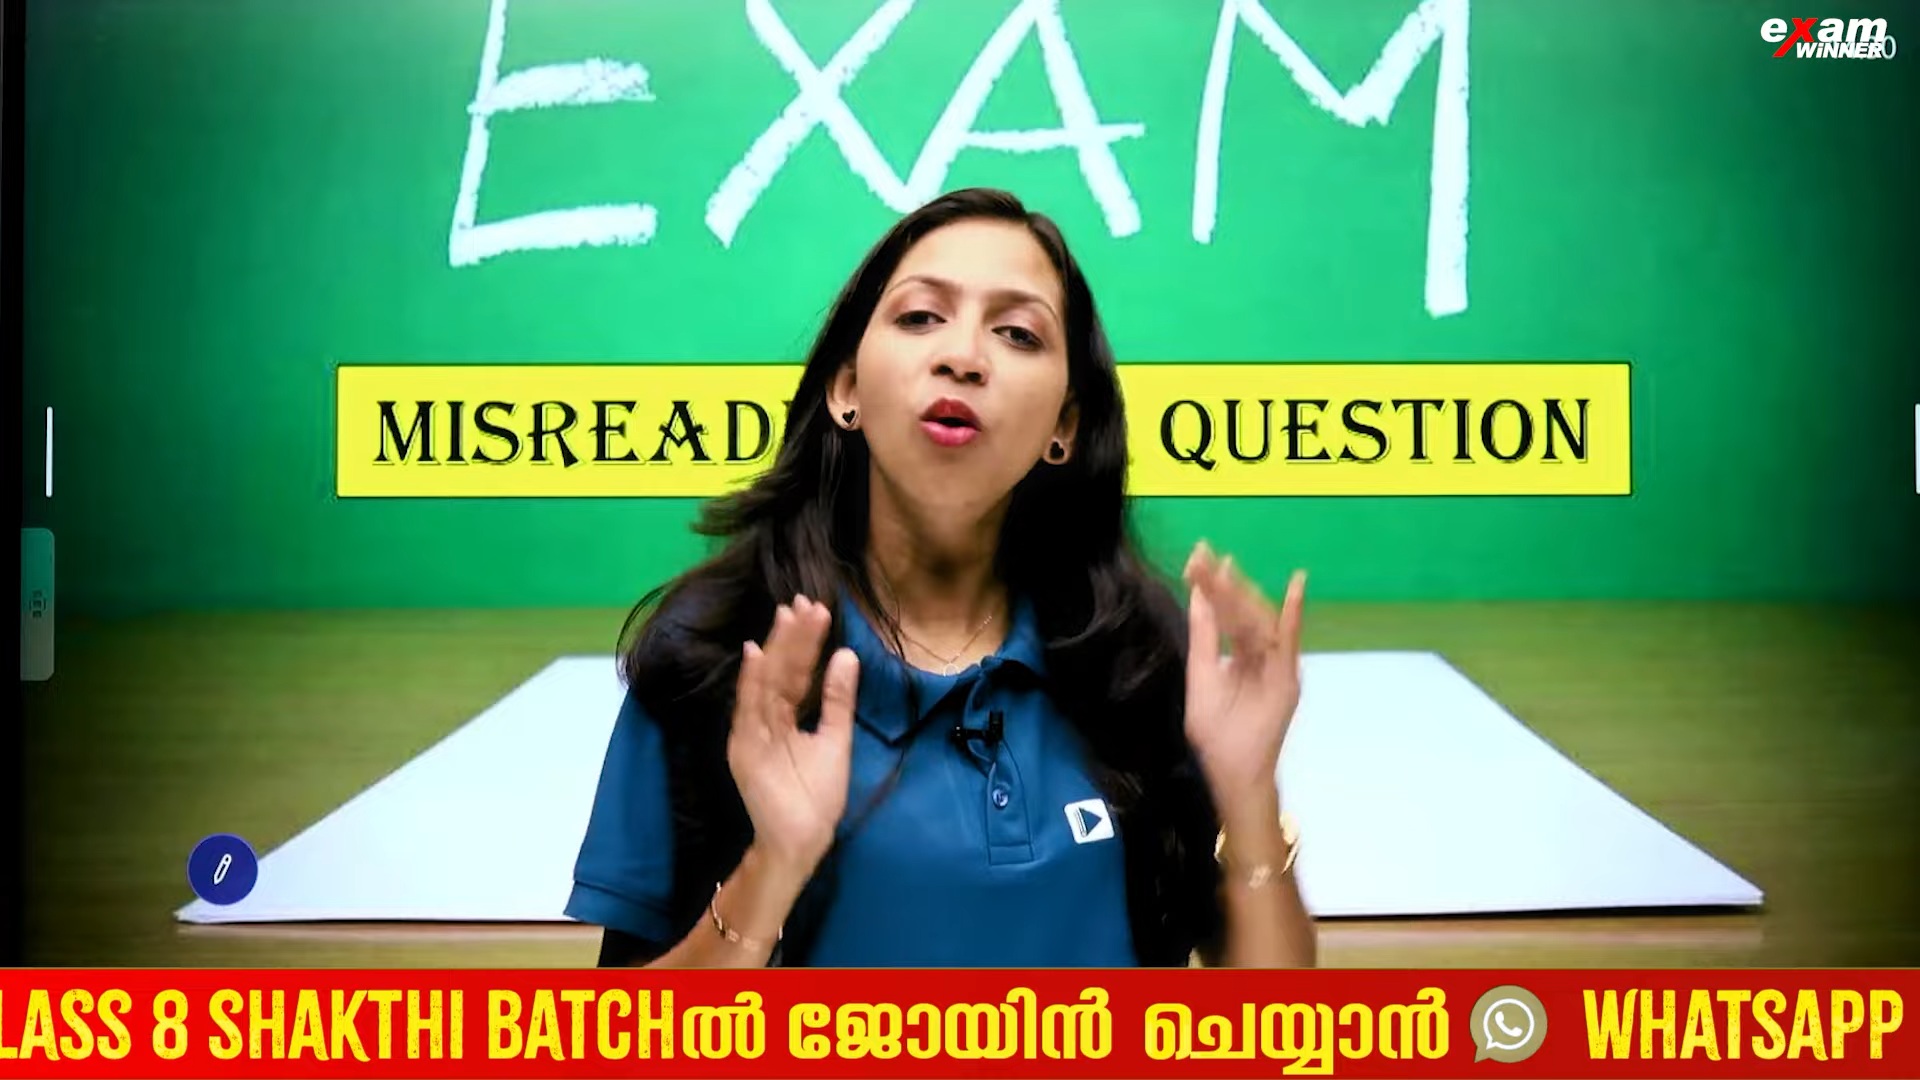 exam
WiNNER
EXAM
MISREAD QUESTION
LASS 8 SHAKTHI BATCHൽ ജോയിൻ ചെയ്യാൻ WHATSAPP